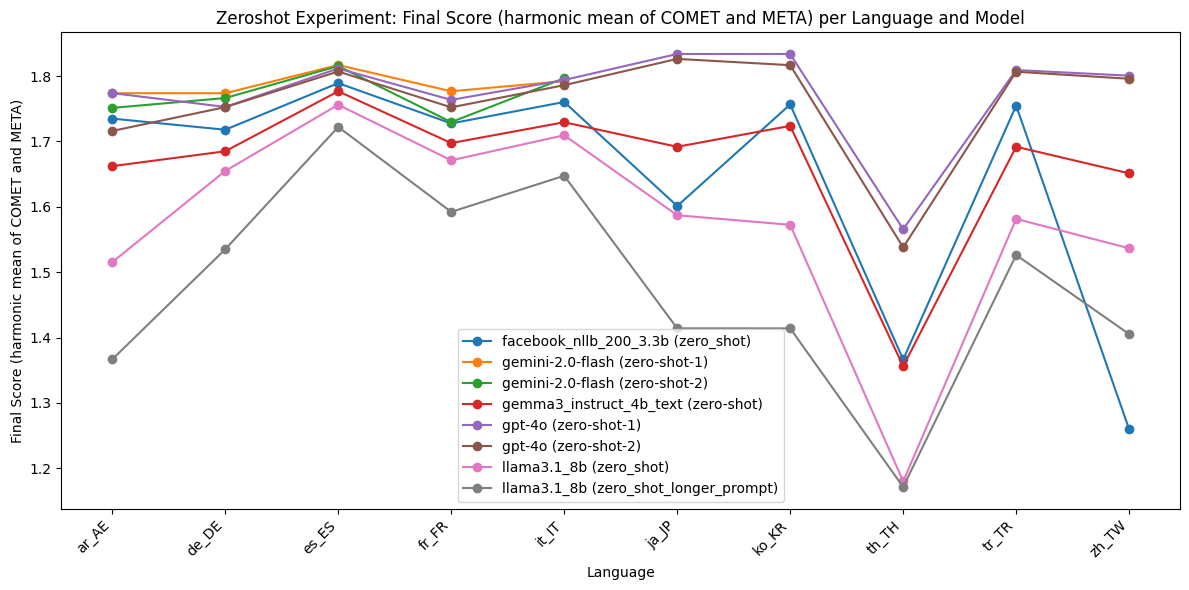 Zeroshot Experiment: Final Score (harmonic mean of COMET and META) per Language and Model
Final Score (harmonic mean of COMET and META)
1.8
1.7
1.6
1.5
1.4
1.3
1.2
facebook_nllb_200_3.3b (zero_shot)
gemini-2.0-flash (zero-shot-1)
gemini-2.0-flash (zero-shot-2)
gemma3_instruct_4b_text (zero-shot)
gpt-4o (zero-shot-1)
gpt-4o (zero-shot-2)
llama3.1_8b (zero_shot)
llama3.1_8b (zero_shot_longer_prompt)
ar_AE
de_DE
es_ES
fr_FR
it_IT
ja_JP
ko_KR
th_TH
tr_TR
zh_TW
Language